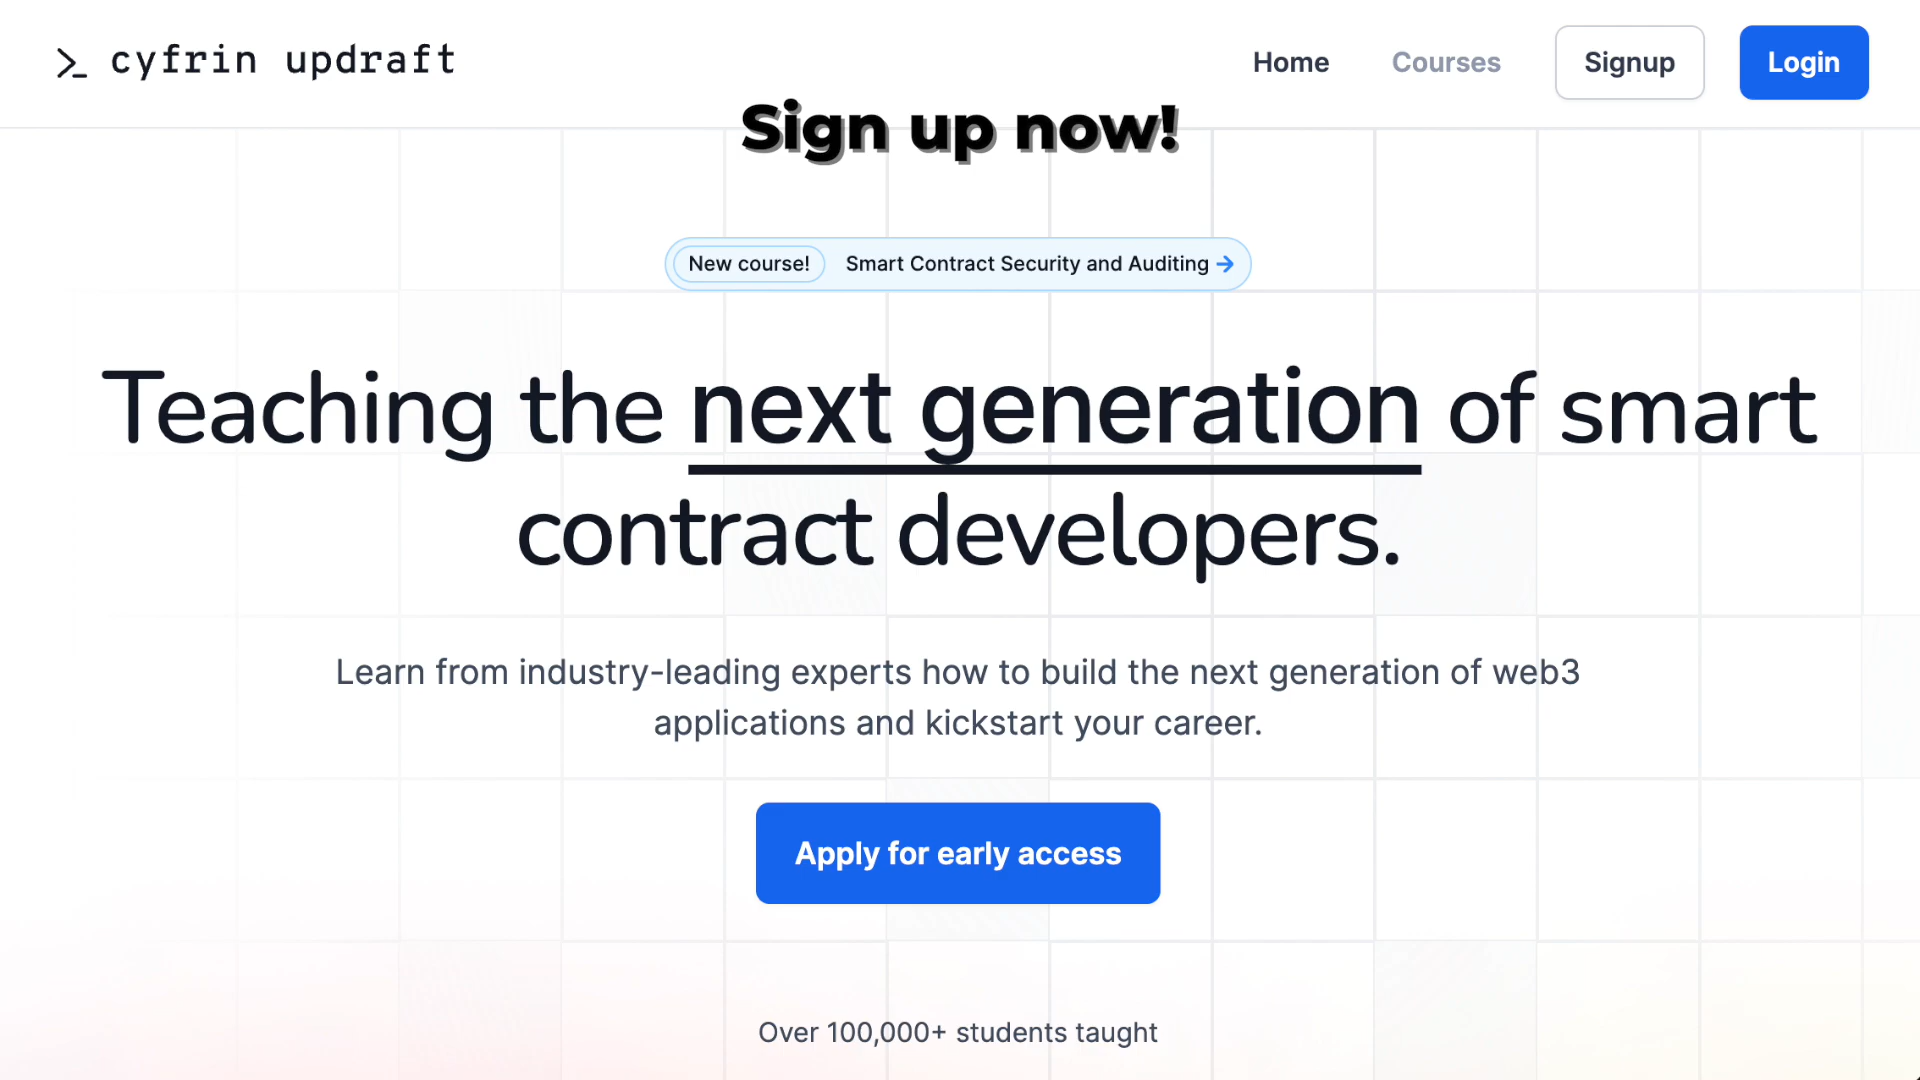 >_ cyfrin updraft
Home
Courses
Signup
Login
Sign up now!
New course! Smart Contract Security and Auditing →
Teaching the next generation of smart
contract developers.
Learn from industry-leading experts how to build the next generation of web3
applications and kickstart your career.
Apply for early access
Over 100,000+ students taught